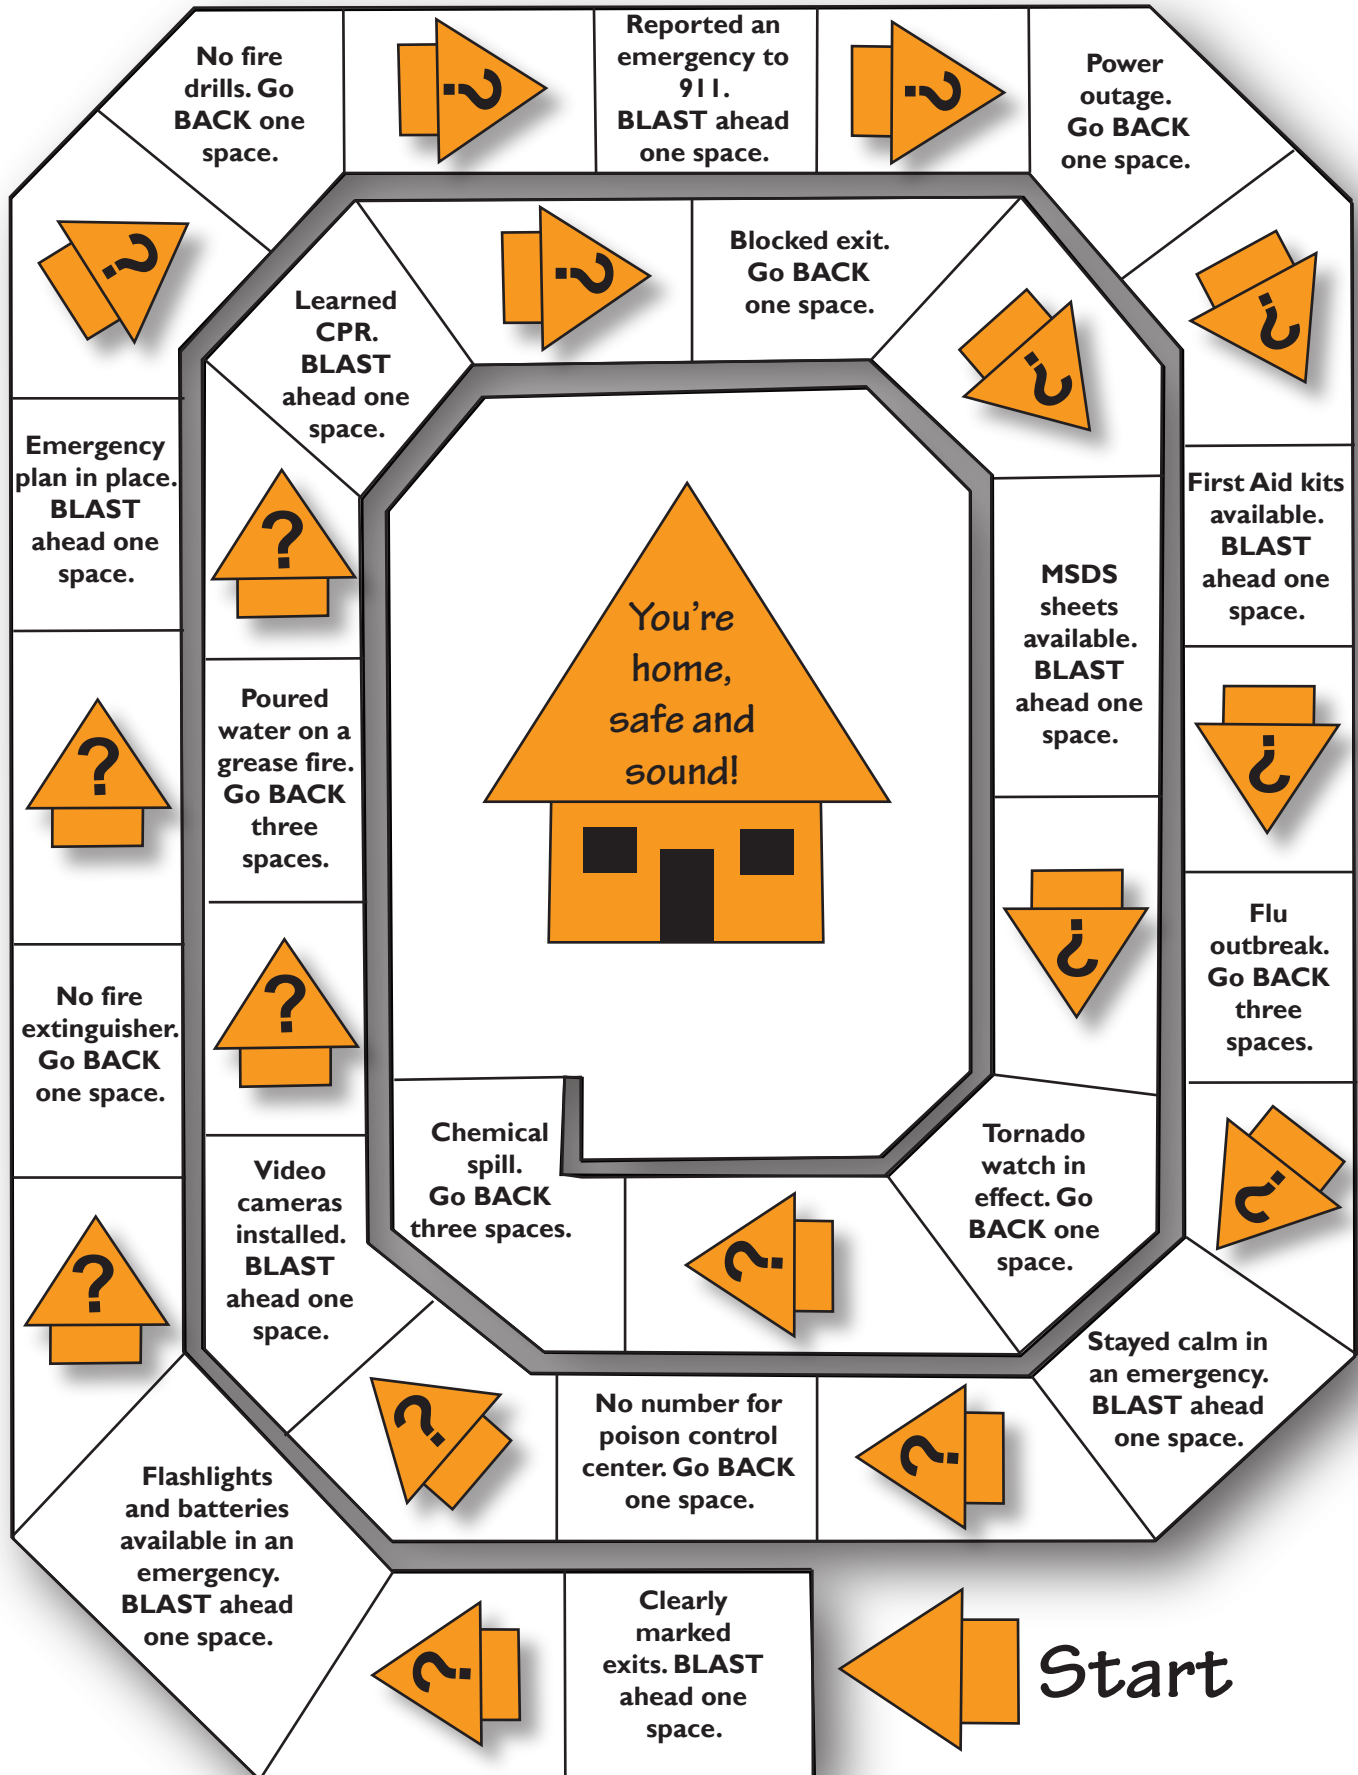 Start
Clearly
marked
exits. BLAST
ahead one
space.
?
Flashlights
and batteries
available in an
emergency.
BLAST ahead
one space.
?
No fire
extinguisher.
Go BACK
one space.
?
Emergency
plan in place.
BLAST
ahead one
space.
?
No fire
drills. Go
BACK one
space.
?
Reported an
emergency to
911.
BLAST ahead
one space.
?
Power
outage.
Go BACK
one space.
?
First Aid kits
available.
BLAST
ahead one
space.
?
Flu
outbreak.
Go BACK
three
spaces.
?
Stayed calm in
an emergency.
BLAST ahead
one space.
?
No number for
poison control
center. Go BACK
one space.
?
Video
cameras
installed.
BLAST
ahead one
space.
?
Poured
water on a
grease fire.
Go BACK
three
spaces.
?
Learned
CPR.
BLAST
ahead one
space.
?
Blocked exit.
Go BACK
one space.
?
MSDS
sheets
available.
BLAST
ahead one
space.
?
Tornado
watch in
effect. Go
BACK one
space.
?
Chemical
spill.
Go BACK
three spaces.
You're
home,
safe and
sound!